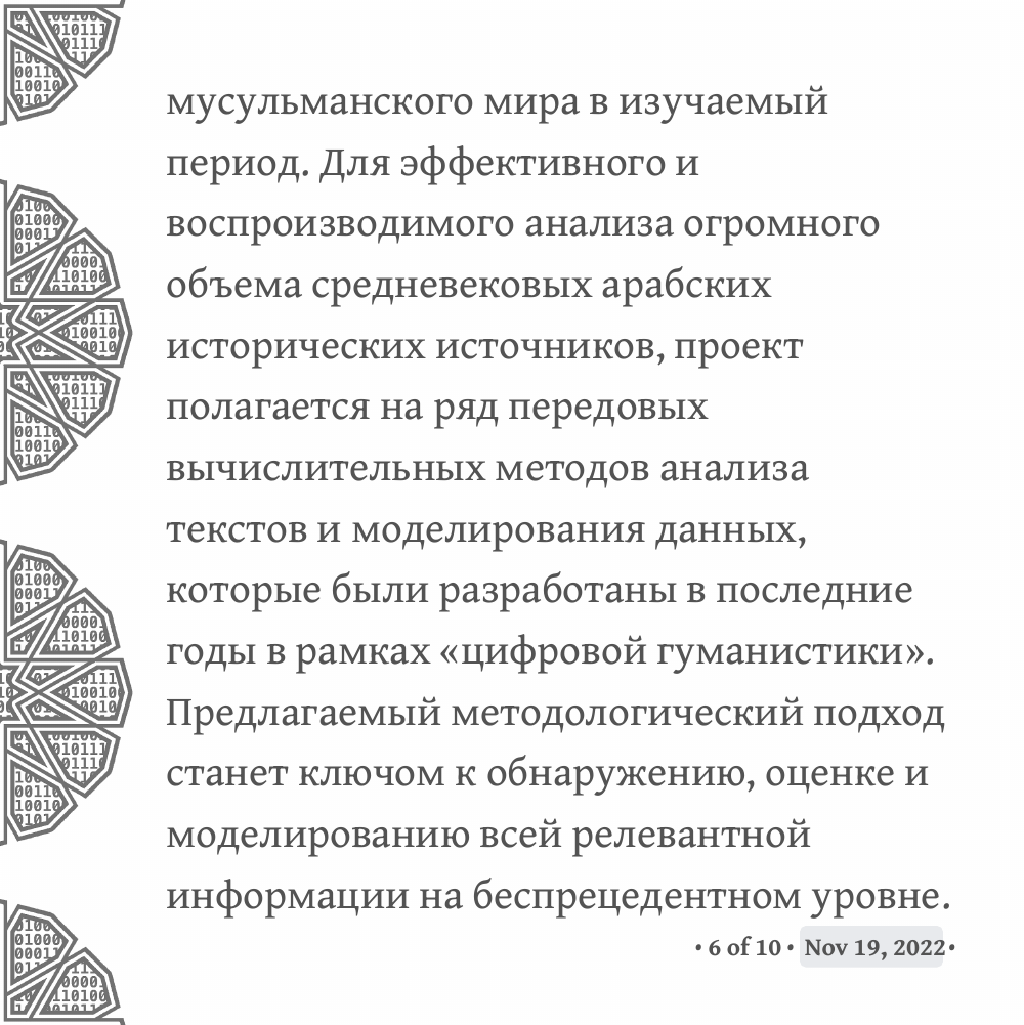 мусульманского мира в изучаемый
период. Для эффективного и
воспроизводимого анализа огромного
объема средневековых арабских
исторических источников, проект
полагается на ряд передовых
вычислительных методов анализа
текстов и моделирования данных,
которые были разработаны в последние
годы в рамках «цифровой гуманистики».
Предлагаемый методологический подход
станет ключом к обнаружению, оценке и
моделированию всей релевантной
информации на беспрецедентном уровне.
• 6 of 10 • Nov 19, 2022 •